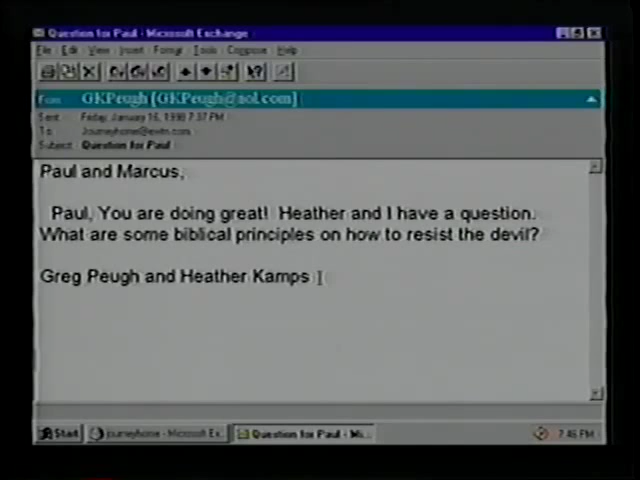 Question for Paul - Microsoft Exchange
File Edit View Insert Format Tools Compose Help
From GKPeugh [GKPeugh@aol.com]
Sent Friday, January 16, 1998 7:37 PM
To Journeyhome@ewtn.com
Subject: Question for Paul
Paul and Marcus,
Paul, You are doing great! Heather and I have a question.
What are some biblical principles on how to resist the devil?
Greg Peugh and Heather Kamps
Start journeyhome - Microsoft Ex... Question for Paul - Mi... 7:46 PM